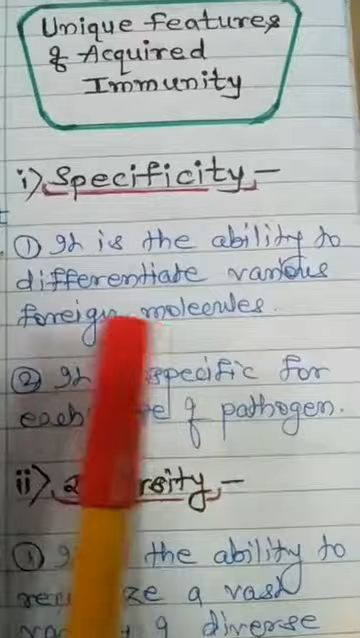 Unique Features
of Acquired
Immunity
i) Specificity -
① It is the ability to
differentiate various
foreign molecules.
② It specific for
each of pathogen.
ii) -
① the ability to
a vast
of diverse